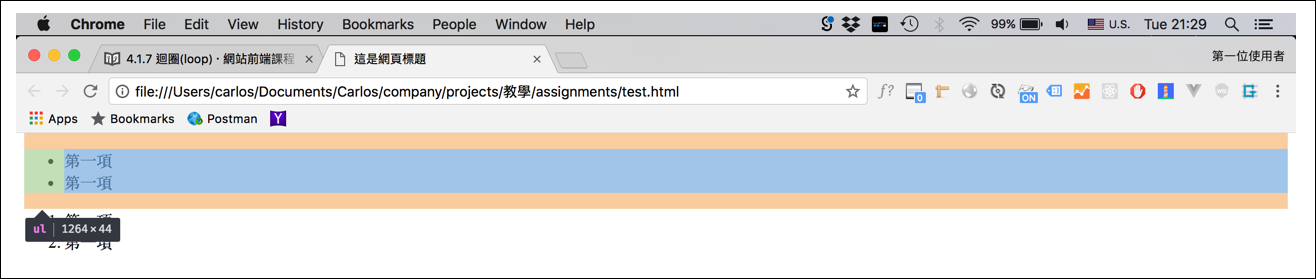 Chrome File Edit View History Bookmarks People Window Help 99% U.S. Tue 21:29
4.1.7 迴圈(loop) · 網站前端課程 × 這是網頁標題 × 第一位使用者
file:///Users/carlos/Documents/Carlos/company/projects/教學/assignments/test.html f? 0 ON
Apps Bookmarks Postman Y
• 第一項
• 第一項
1. 第一項
ul 1264 × 44
2. 第一項